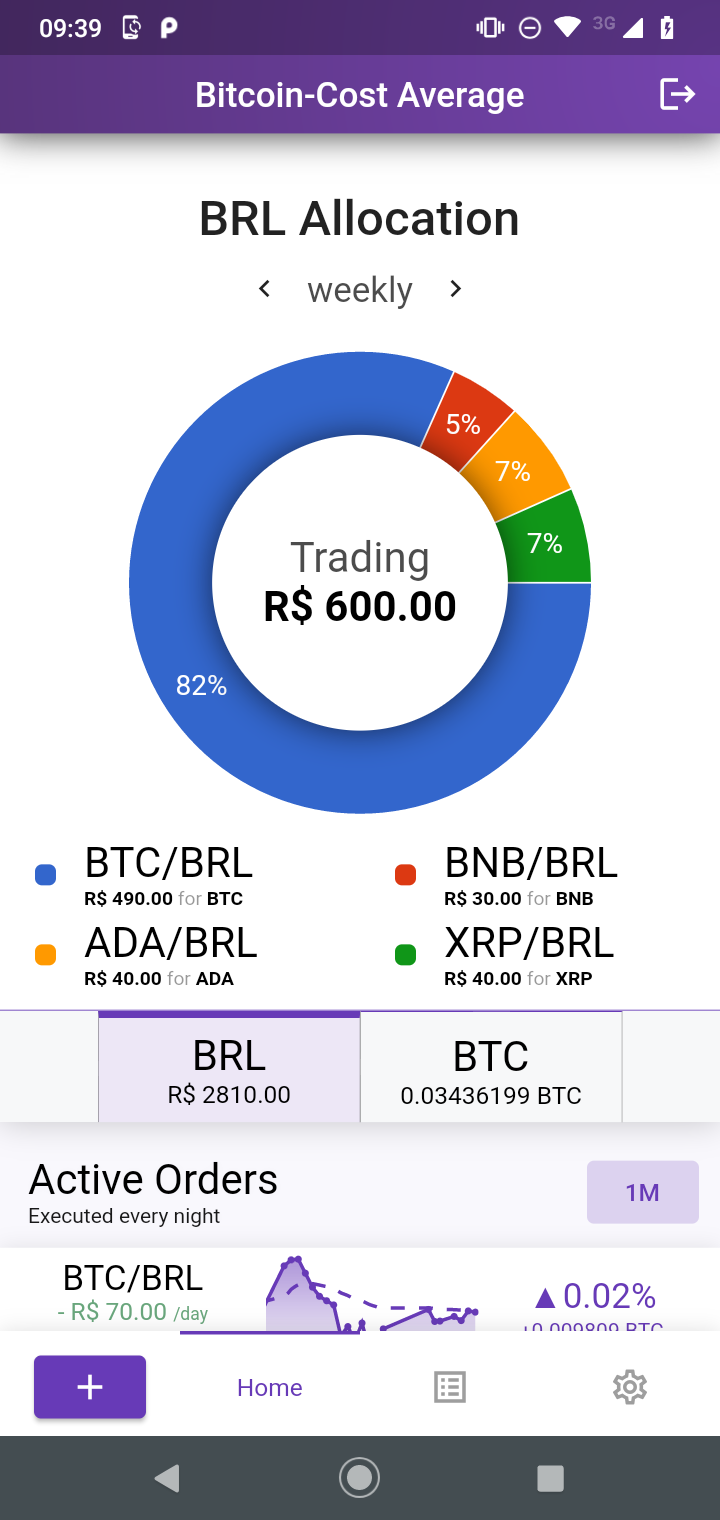 09:39
3G
Bitcoin-Cost Average
BRL Allocation
weekly
5%
7%
7%
Trading
R$ 600.00
82%
BTC/BRL
R$ 490.00 for BTC
BNB/BRL
R$ 30.00 for BNB
ADA/BRL
R$ 40.00 for ADA
XRP/BRL
R$ 40.00 for XRP
BRL
R$ 2810.00
BTC
0.03436199 BTC
Active Orders
Executed every night
1M
BTC/BRL
- R$ 70.00 /day
▲0.02%
+0.009809 BTC
+
Home